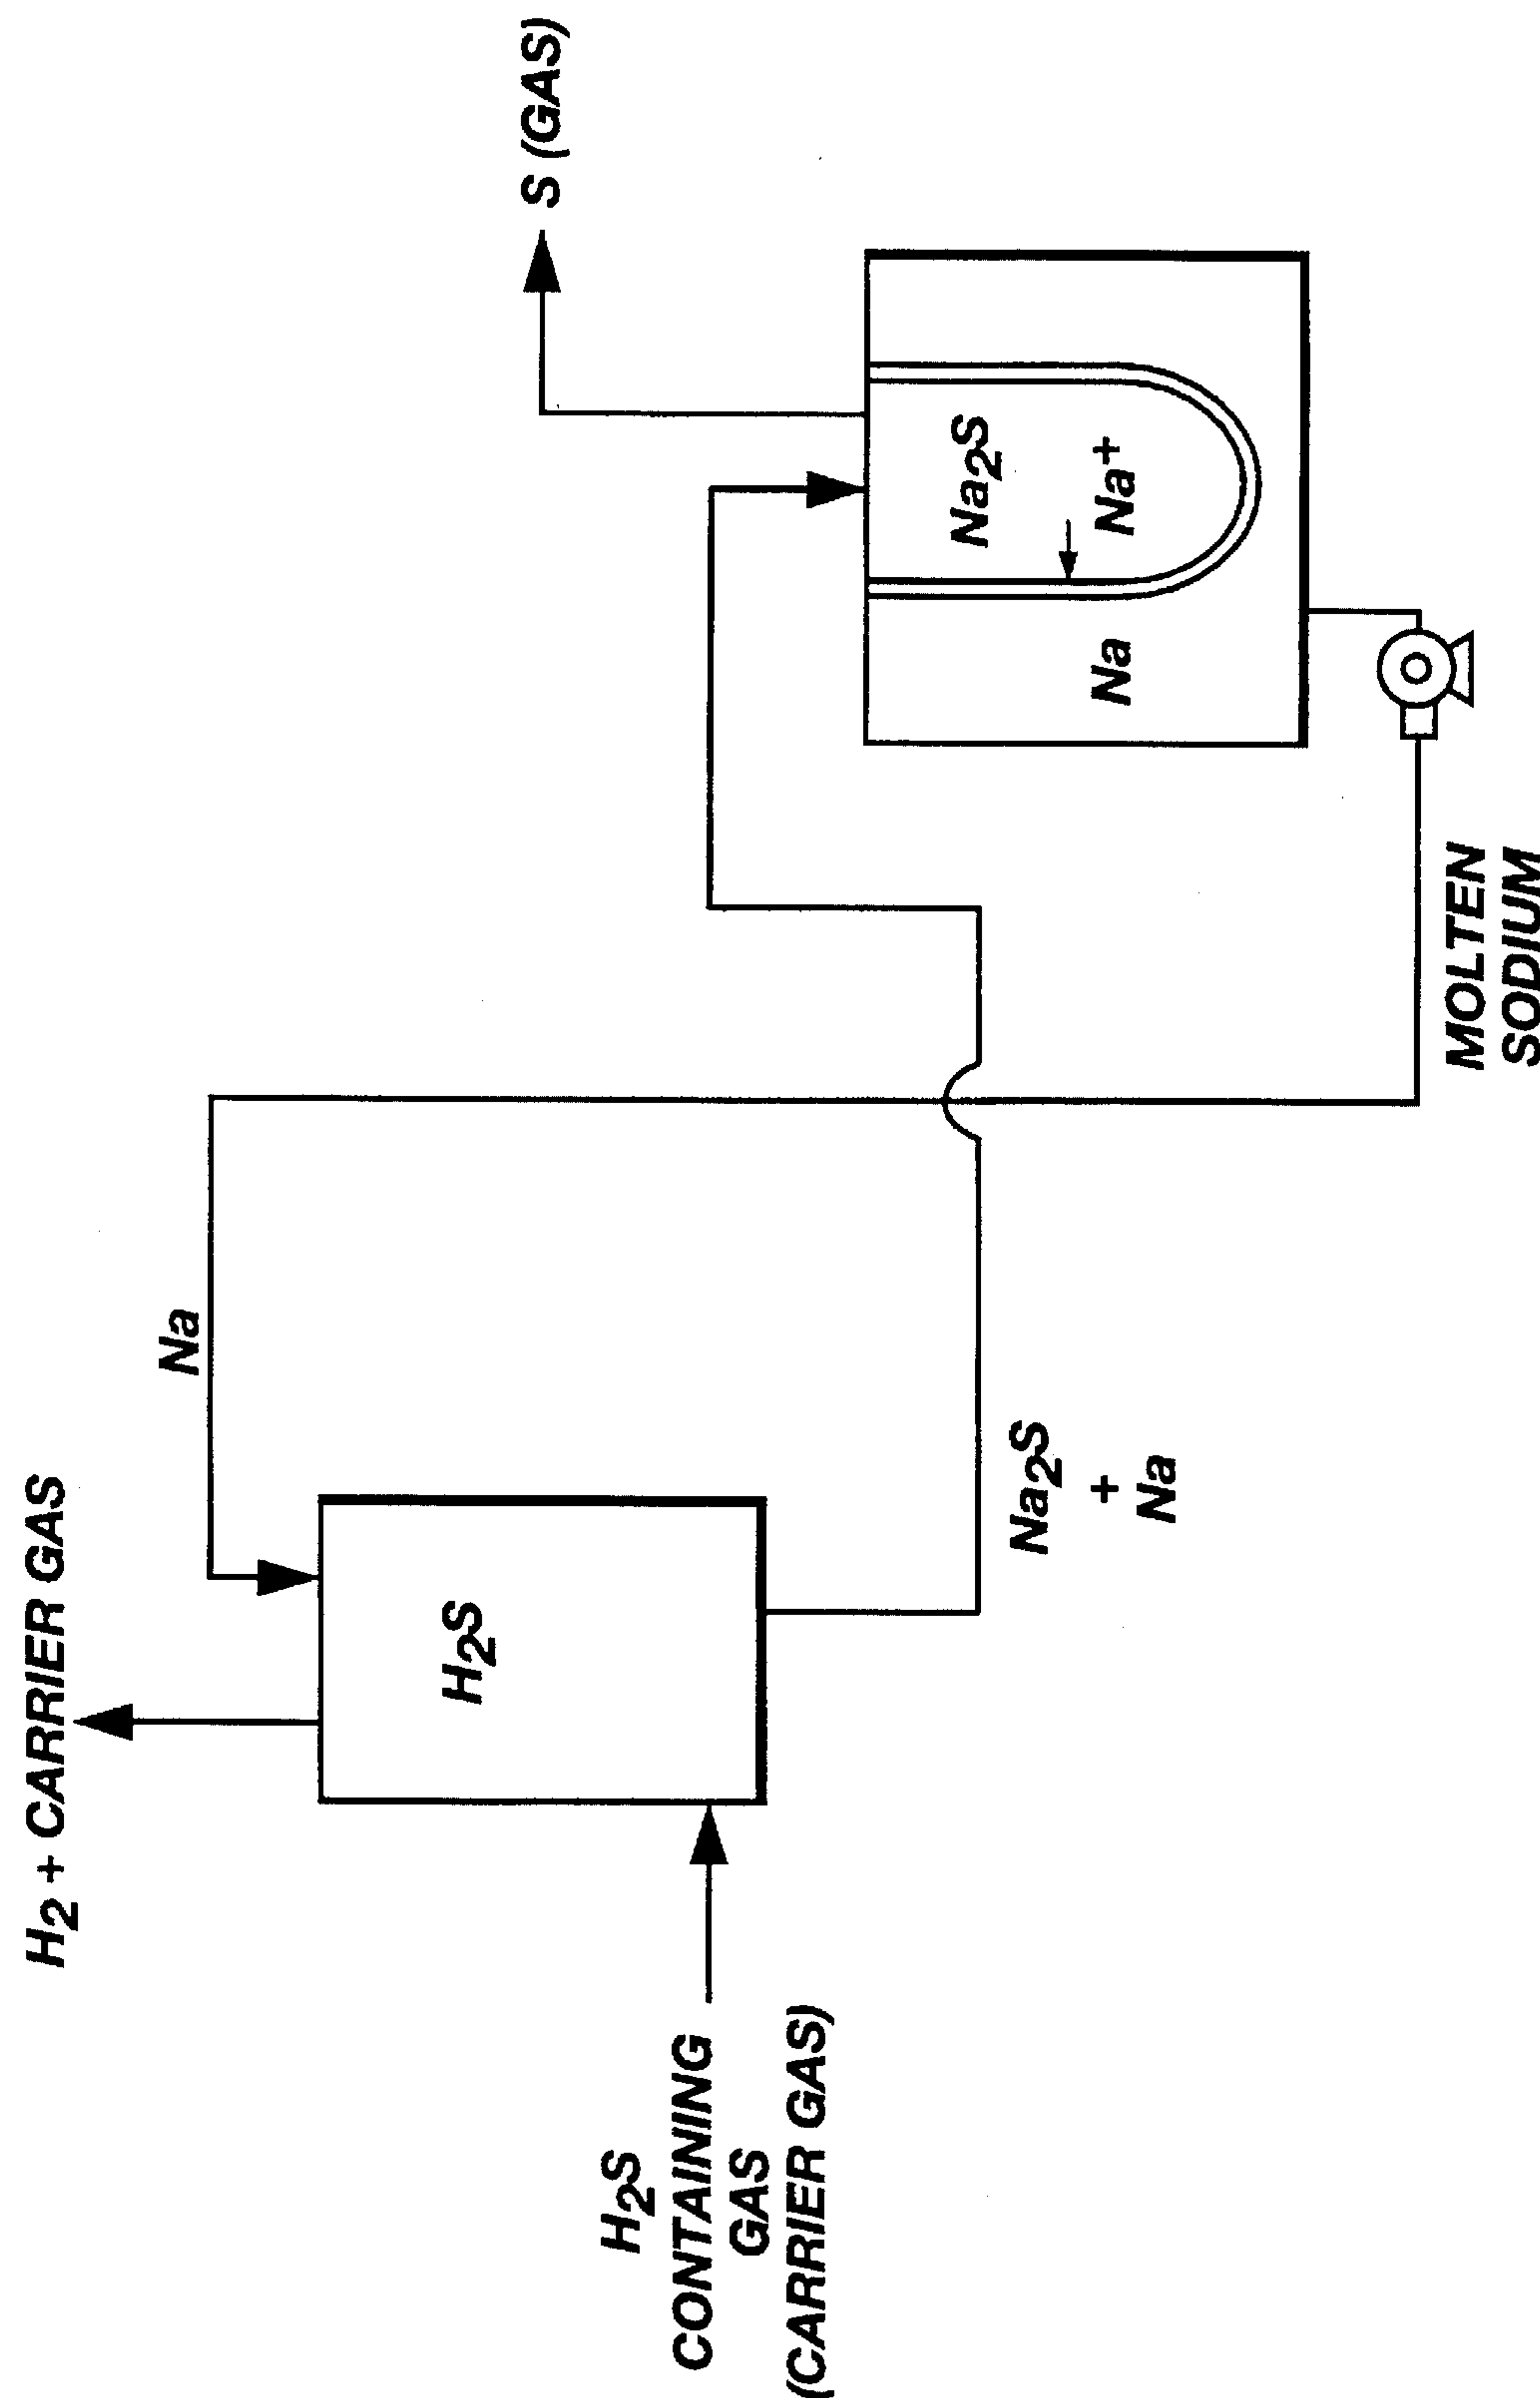 H2 + CARRIER GAS
Na
H2S
H2S
CONTAINING
GAS
(CARRIER GAS)
Na2S
+
Na
S (GAS)
Na2S
Na+
Na
MOLTEN
SODIUM